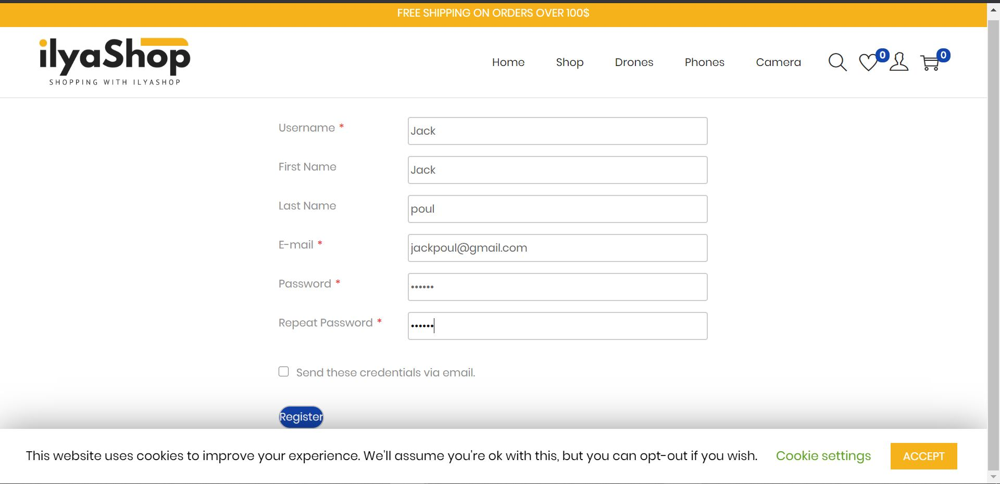 FREE SHIPPING ON ORDERS OVER 100$
ilyaShop
SHOPPING WITH ILYASHOP
Home Shop Drones Phones Camera 0 0
Username * Jack
First Name Jack
Last Name poul
E-mail * jackpoul@gmail.com
Password * ••••••
Repeat Password * ••••••
Send these credentials via email.
Register
This website uses cookies to improve your experience. We'll assume you're ok with this, but you can opt-out if you wish. Cookie settings ACCEPT